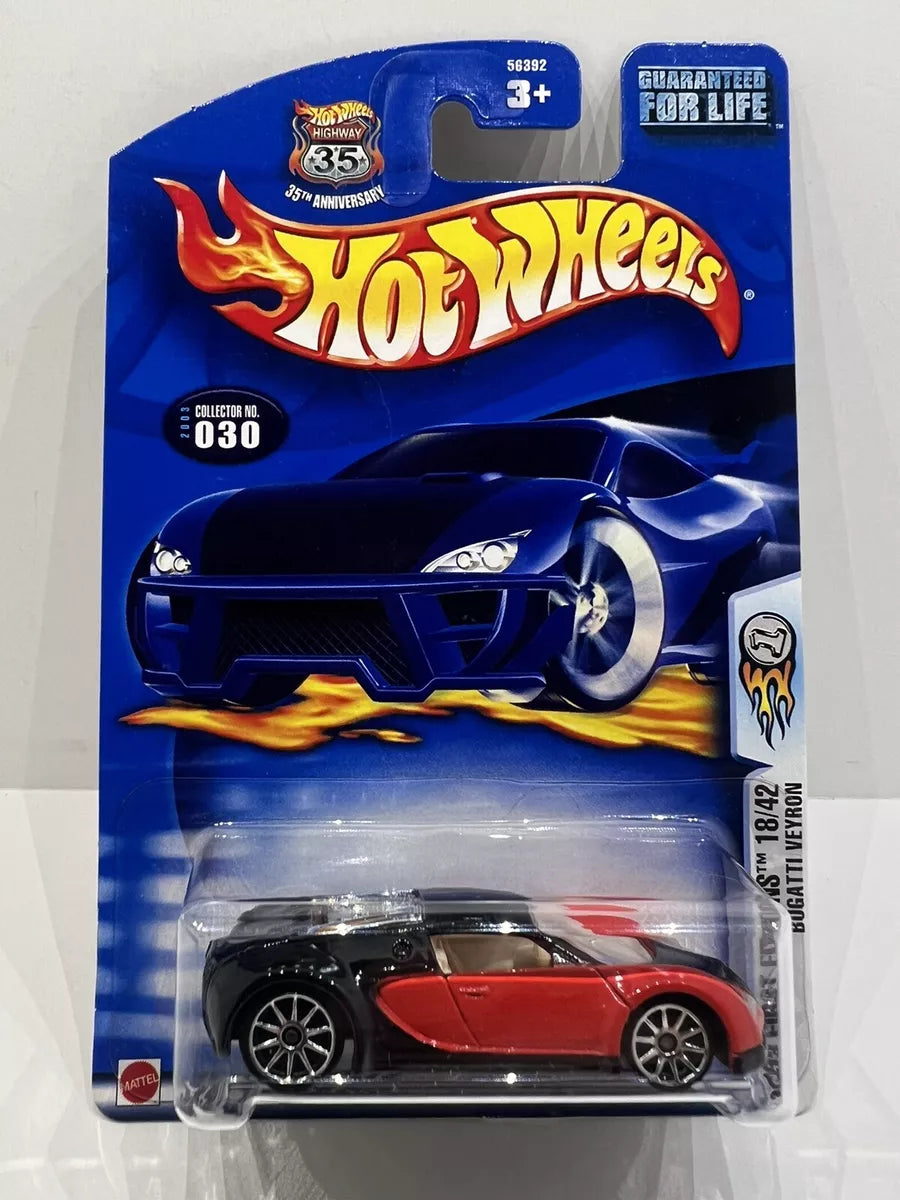 56392
3+
GUARANTEED
FOR LIFE™
HOT WHEELS
HIGHWAY
35
35TH ANNIVERSARY
HOT WHEELS®
2003
COLLECTOR NO.
030
18/42
BUGATTI VEYRON
MATTEL